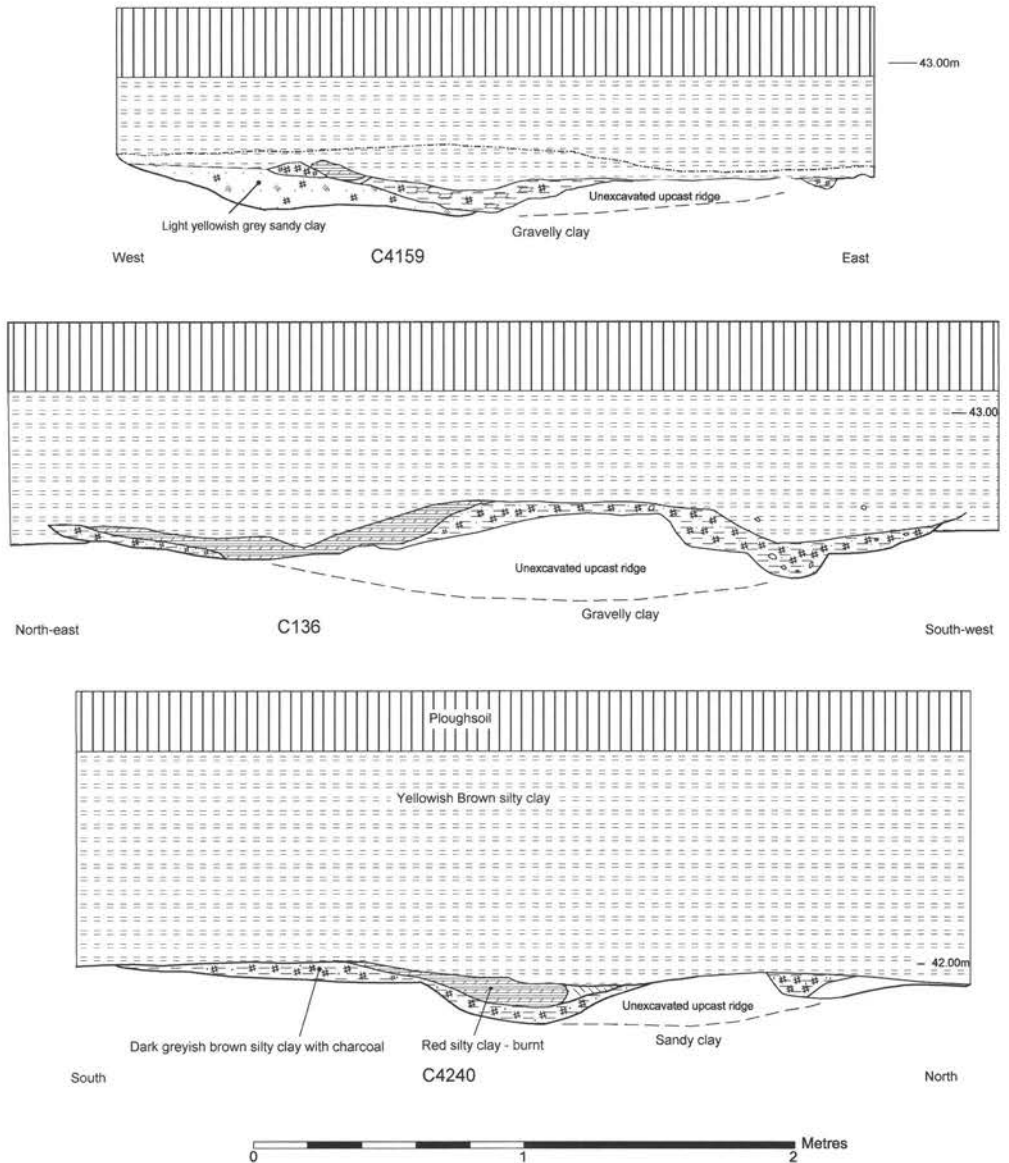 43.00m
Unexcavated upcast ridge
Light yellowish grey sandy clay
Gravelly clay
West
C4159
East
43.00
Unexcavated upcast ridge
Gravelly clay
North-east
C136
South-west
Ploughsoil
Yellowish Brown silty clay
42.00m
Unexcavated upcast ridge
Dark greyish brown silty clay with charcoal
Red silty clay - burnt
Sandy clay
South
C4240
North
Metres
0
1
2